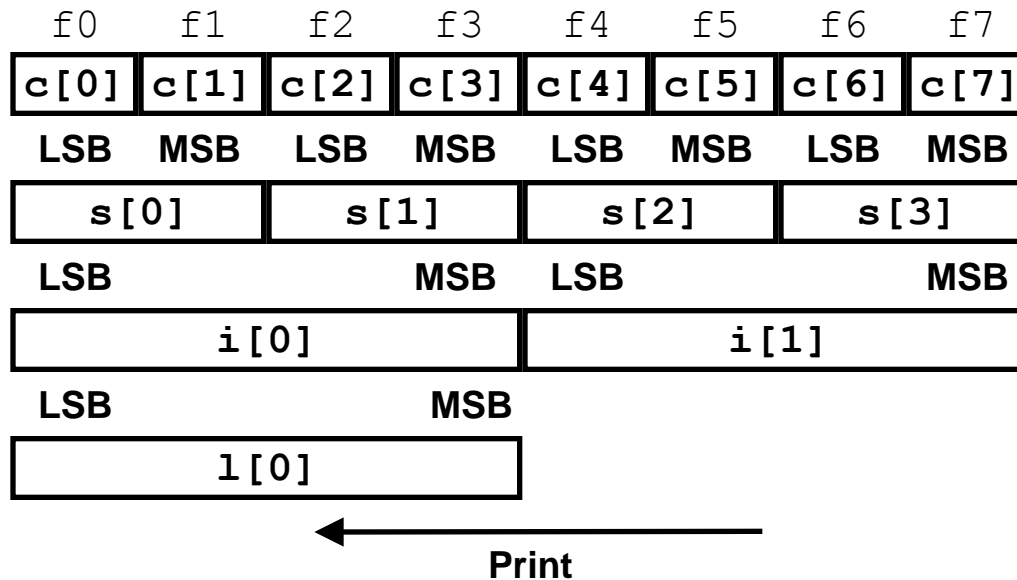 f0 f1 f2 f3 f4 f5 f6 f7
c[0] c[1] c[2] c[3] c[4] c[5] c[6] c[7]
LSB MSB LSB MSB LSB MSB LSB MSB
s[0] s[1] s[2] s[3]
LSB MSB LSB MSB
i[0] i[1]
LSB MSB
l[0]
Print